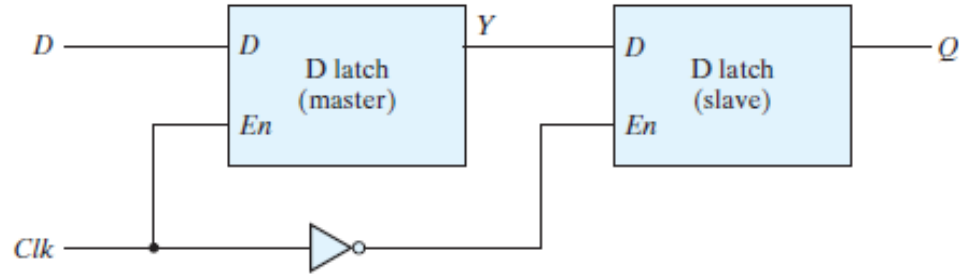 D
D
D latch
(master)
En
Y
D
D latch
(slave)
En
Q
Clk